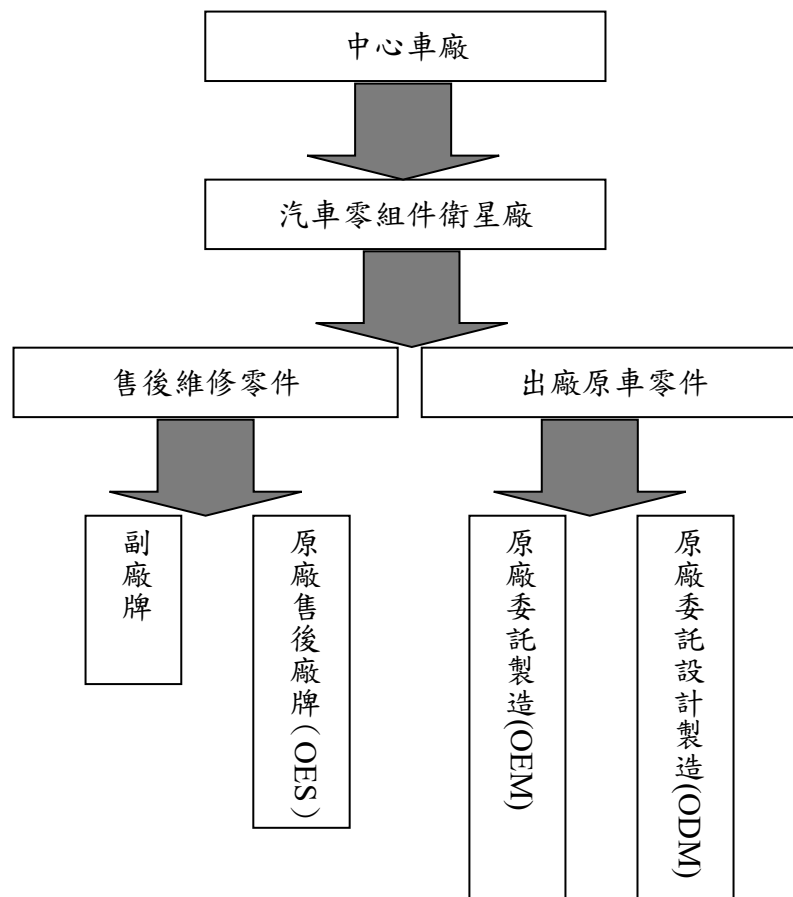 中心車廠
汽車零組件衛星廠
售後維修零件
出廠原車零件
副廠牌
原廠售後廠牌（OES）
原廠委託製造(OEM)
原廠委託設計製造(ODM)